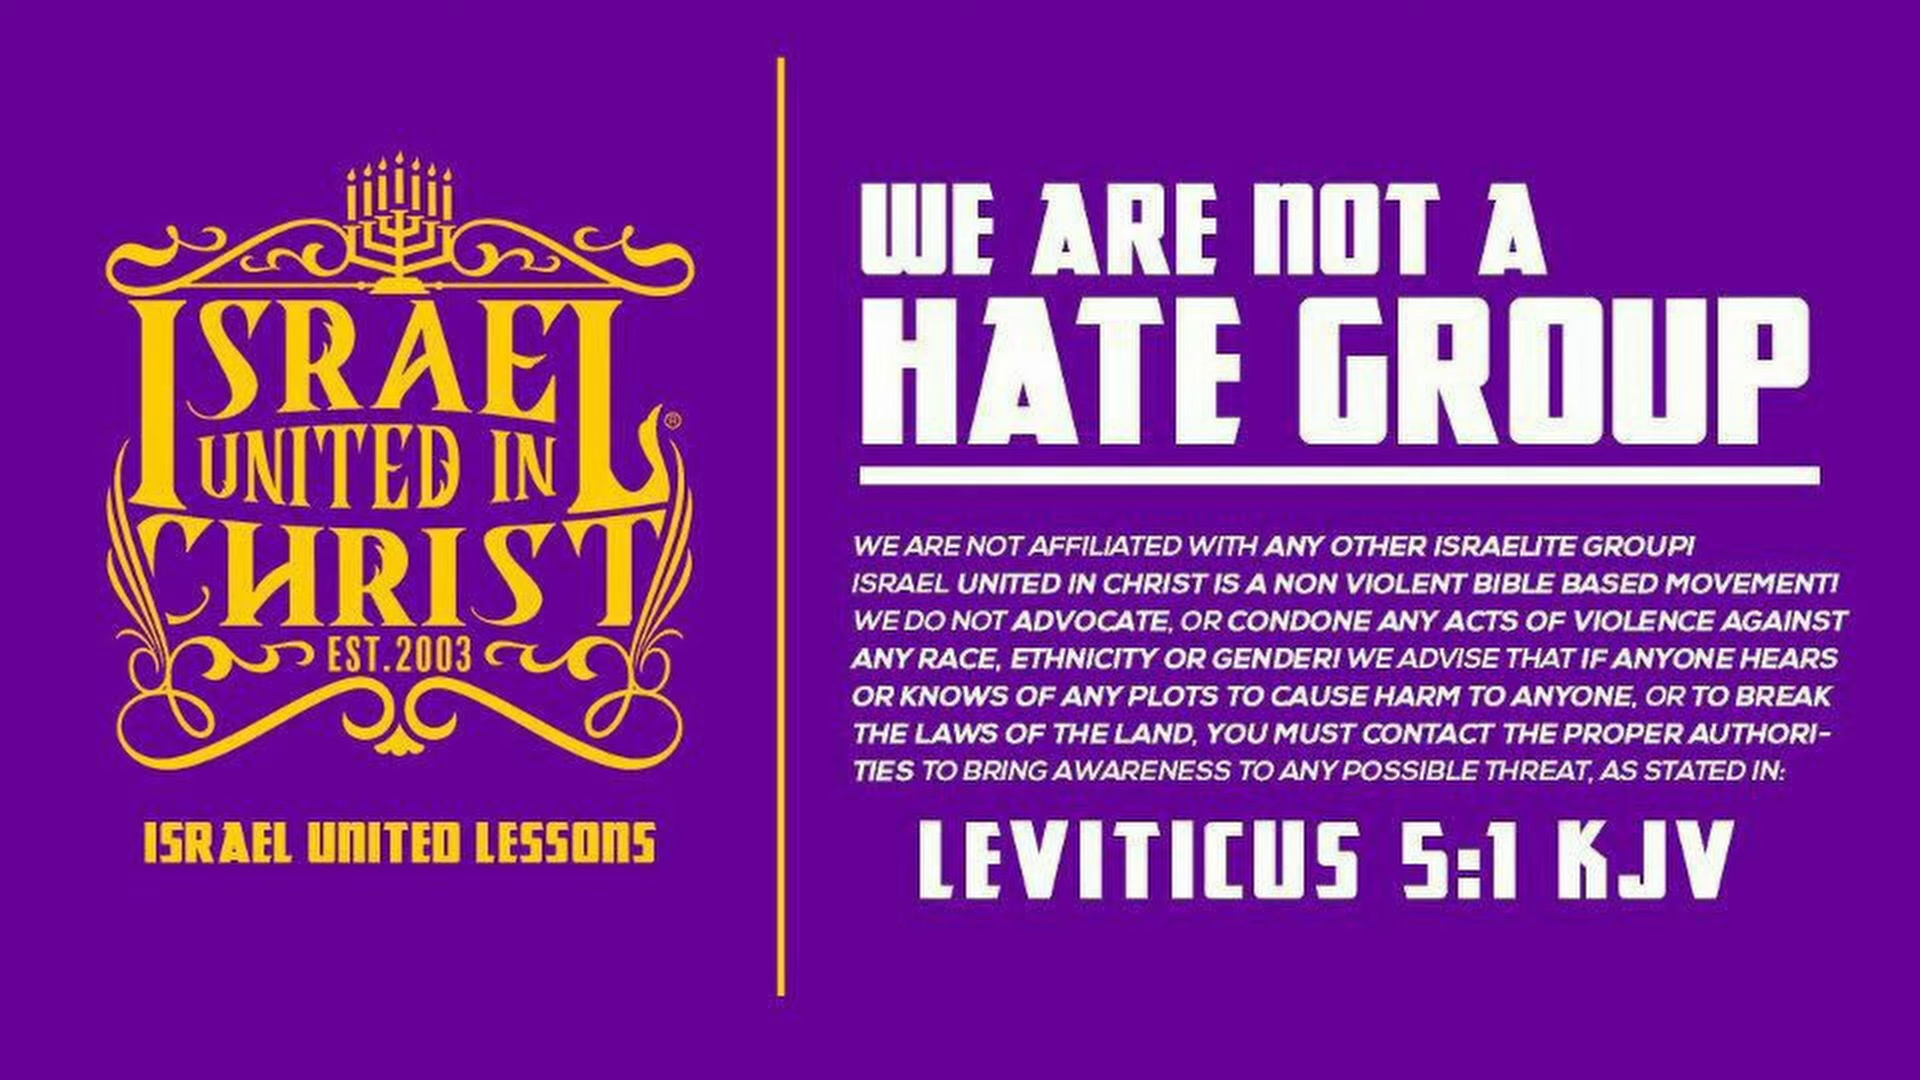 ISRAEL
UNITED IN
CHRIST
®
EST.2003
ISRAEL UNITED LESSONS
WE ARE NOT A
HATE GROUP
WE ARE NOT AFFILIATED WITH ANY OTHER ISRAELITE GROUP!
ISRAEL UNITED IN CHRIST IS A NON VIOLENT BIBLE BASED MOVEMENT!
WE DO NOT ADVOCATE, OR CONDONE ANY ACTS OF VIOLENCE AGAINST
ANY RACE, ETHNICITY OR GENDER! WE ADVISE THAT IF ANYONE HEARS
OR KNOWS OF ANY PLOTS TO CAUSE HARM TO ANYONE, OR TO BREAK
THE LAWS OF THE LAND, YOU MUST CONTACT THE PROPER AUTHORI-
TIES TO BRING AWARENESS TO ANY POSSIBLE THREAT, AS STATED IN:
LEVITICUS 5:1 KJV